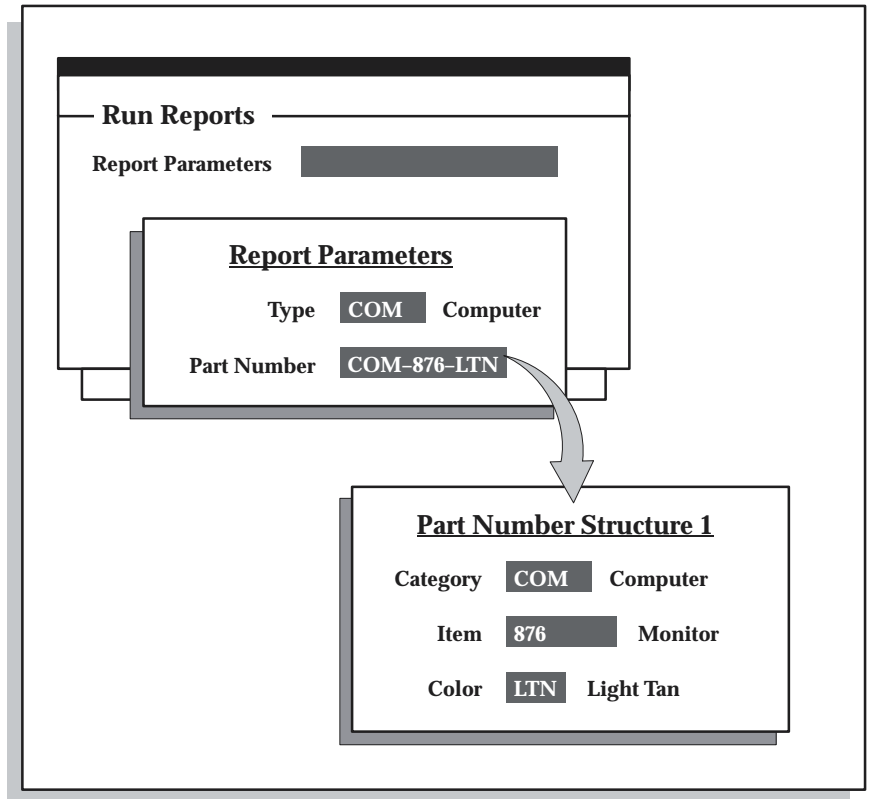 Run Reports
Report Parameters
Report Parameters
Type COM Computer
Part Number COM–876–LTN
Part Number Structure 1
Category COM Computer
Item 876 Monitor
Color LTN Light Tan